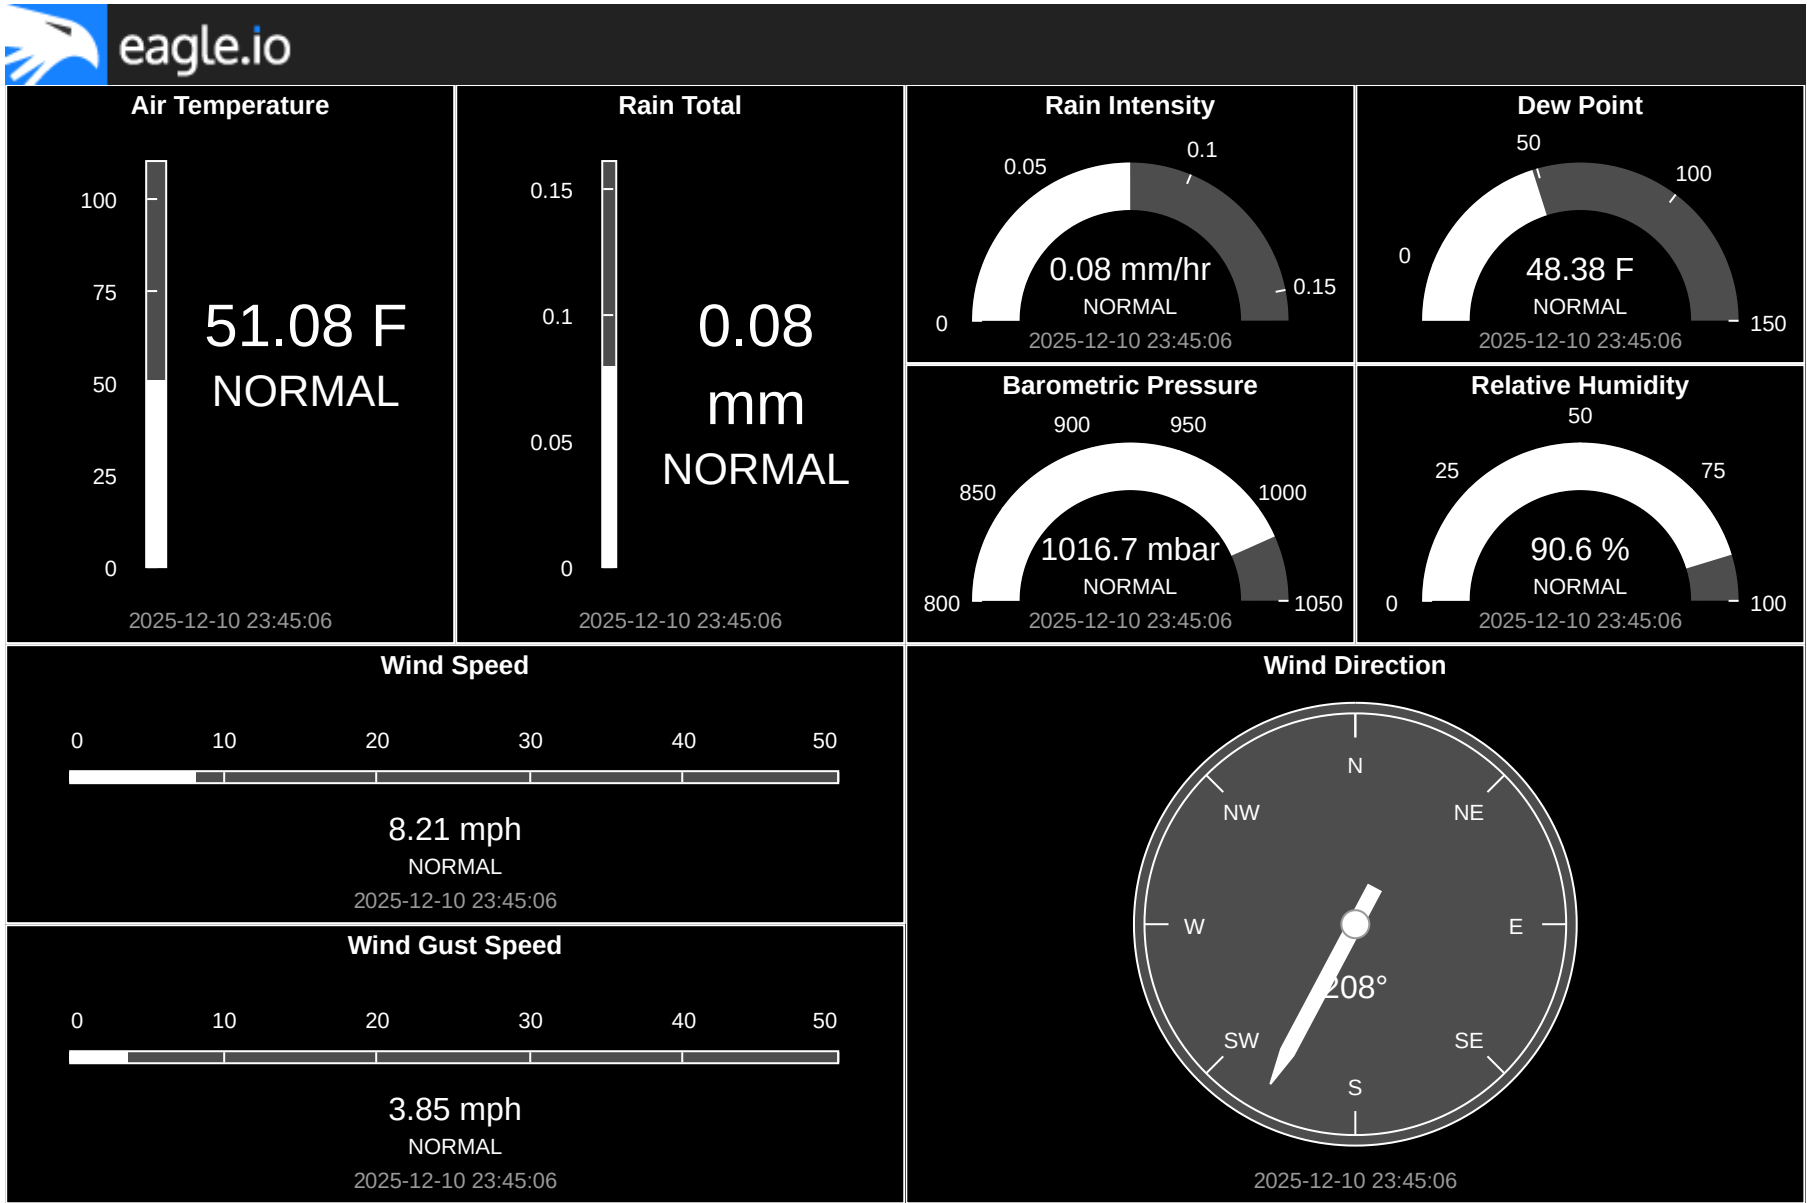 eagle.io
Air Temperature
100
75
50
25
0
51.08 F
NORMAL
2025-12-10 23:45:06
Rain Total
0.15
0.1
0.05
0
0.08
mm
NORMAL
2025-12-10 23:45:06
Rain Intensity
0
0.05
0.1
0.15
0.08 mm/hr
NORMAL
2025-12-10 23:45:06
Dew Point
0
50
100
150
48.38 F
NORMAL
2025-12-10 23:45:06
Barometric Pressure
800
850
900
950
1000
1050
1016.7 mbar
NORMAL
2025-12-10 23:45:06
Relative Humidity
0
25
50
75
100
90.6 %
NORMAL
2025-12-10 23:45:06
Wind Speed
0 10 20 30 40 50
8.21 mph
NORMAL
2025-12-10 23:45:06
Wind Gust Speed
0 10 20 30 40 50
3.85 mph
NORMAL
2025-12-10 23:45:06
Wind Direction
N
NW NE
W E
208°
SW SE
S
2025-12-10 23:45:06